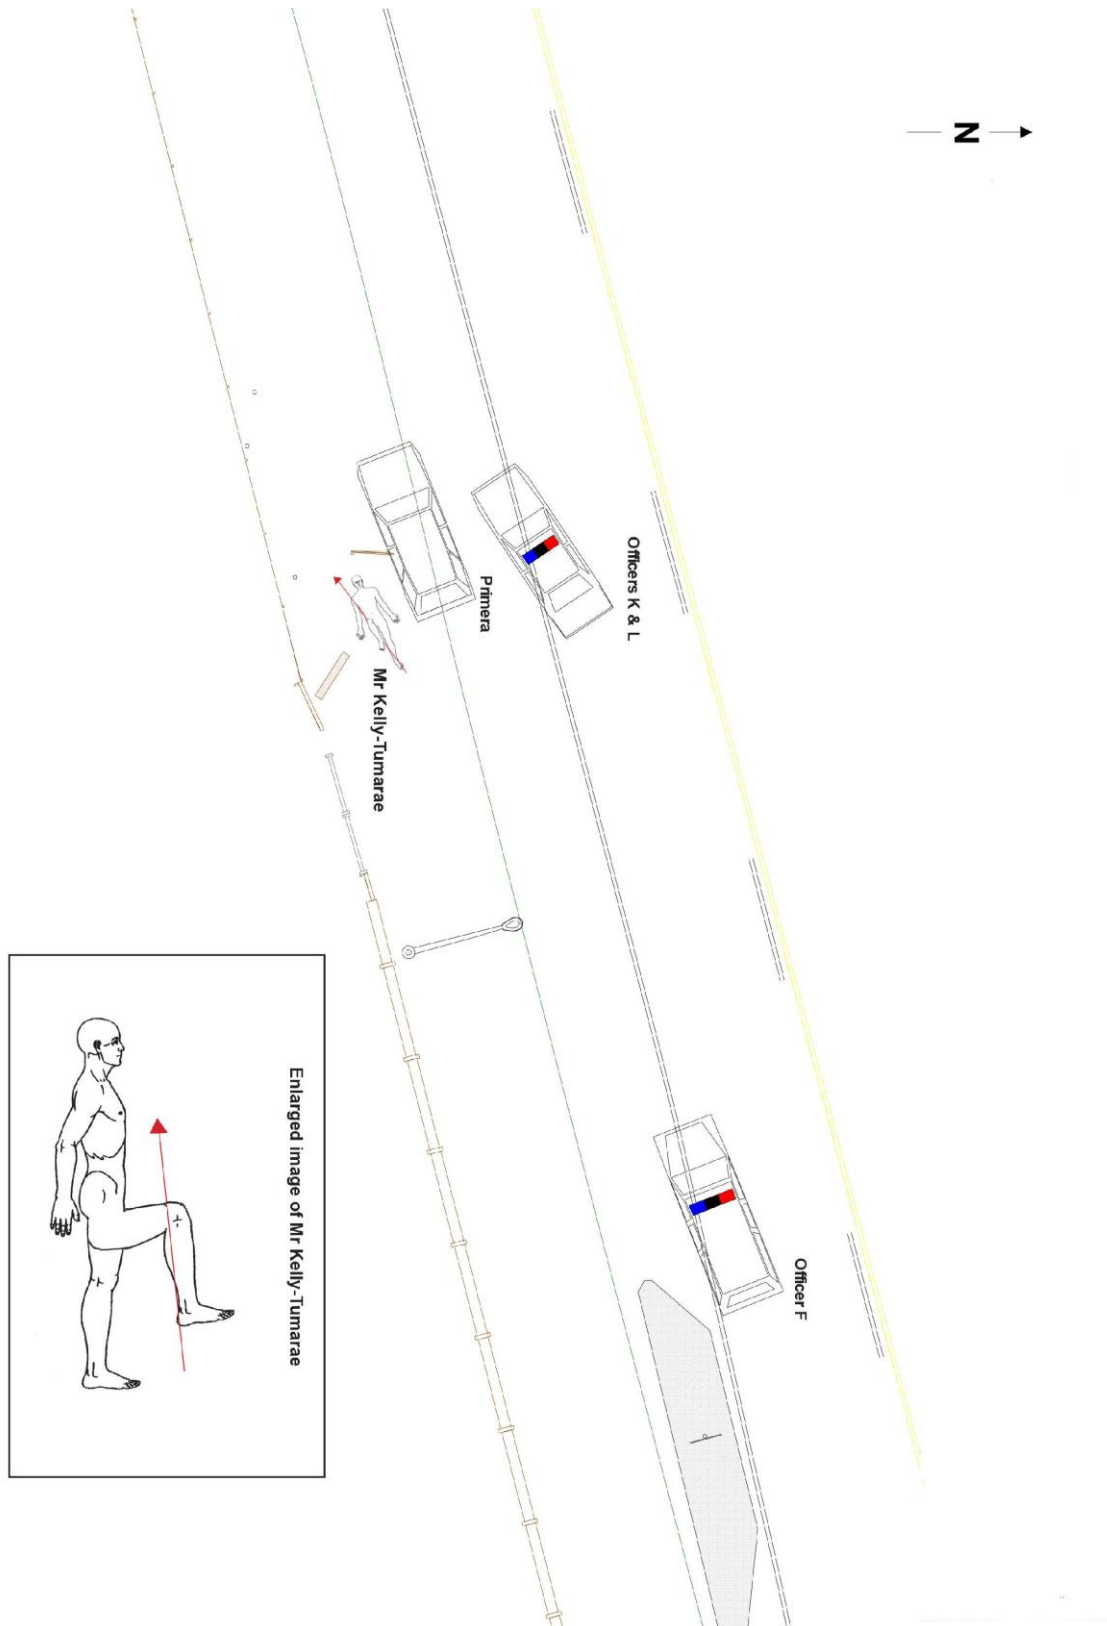 N
Officers K & L
Primera
Mr Kelly-Tumarae
Officer F
Enlarged image of Mr Kelly-Tumarae